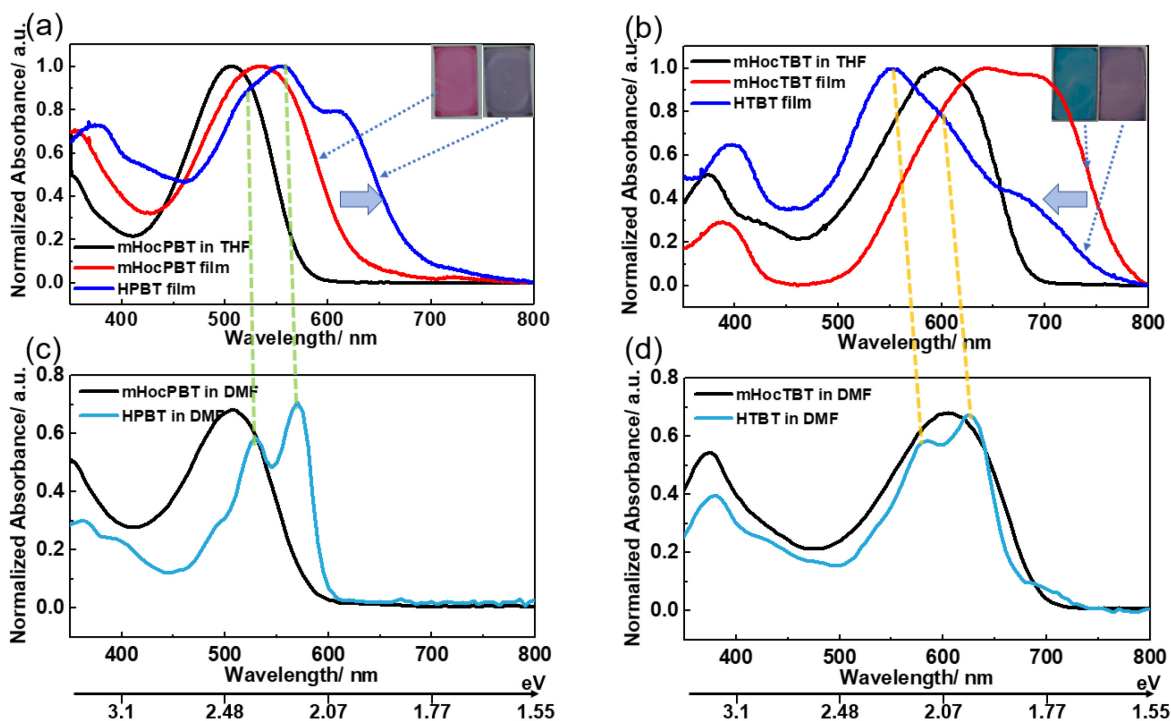 (a)
Normalized Absorbance/ a.u.
1.0
0.8
0.6
0.4
0.2
0.0
mHocPBT in THF
mHocPBT film
HPBT film
400 500 600 700 800
Wavelength/ nm
(b)
Normalized Absorbance/ a.u.
1.0
0.8
0.6
0.4
0.2
0.0
mHocTBT in THF
mHocTBT film
HTBT film
400 500 600 700 800
Wavelength/ nm
(c)
Normalized Absorbance/ a.u.
0.8
0.6
0.4
0.2
0.0
mHocPBT in DMF
HPBT in DMF
400 500 600 700 800
Wavelength/ nm
eV
3.1 2.48 2.07 1.77 1.55
(d)
Normalized Absorbance/ a.u.
0.8
0.6
0.4
0.2
0.0
mHocTBT in DMF
HTBT in DMF
400 500 600 700 800
Wavelength/ nm
eV
3.1 2.48 2.07 1.77 1.55